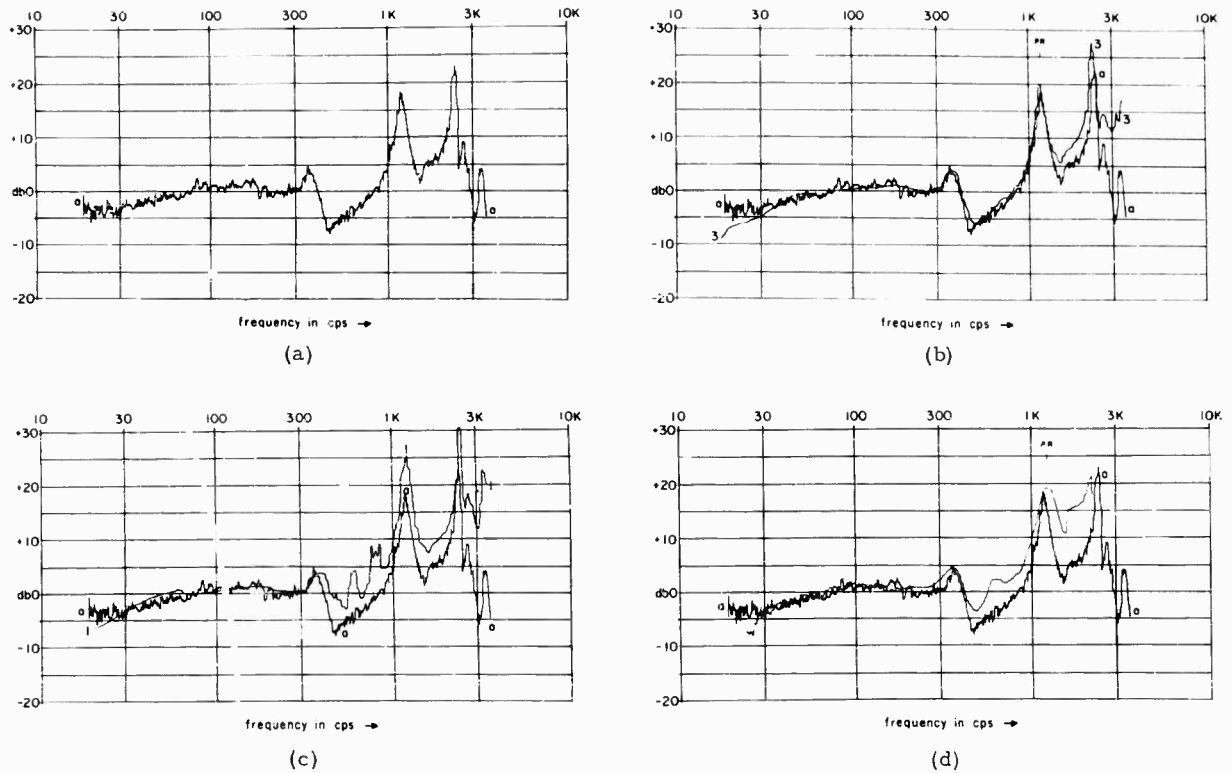 10 30 100 300 1K 3K 10K
+30
+20
+10
db0
-10
-20
a
a
frequency in cps →
(a)
10 30 100 300 1K 3K 10K
+30
+20
+10
db0
-10
-20
PR
3
a
3
a
3
a
frequency in cps →
(b)
10 30 100 300 1K 3K 10K
+30
+20
+10
db0
-10
-20
a
1
a
a
1
a
frequency in cps →
(c)
10 30 100 300 1K 3K 10K
+30
+20
+10
db0
-10
-20
PR
a
a
a
frequency in cps →
(d)